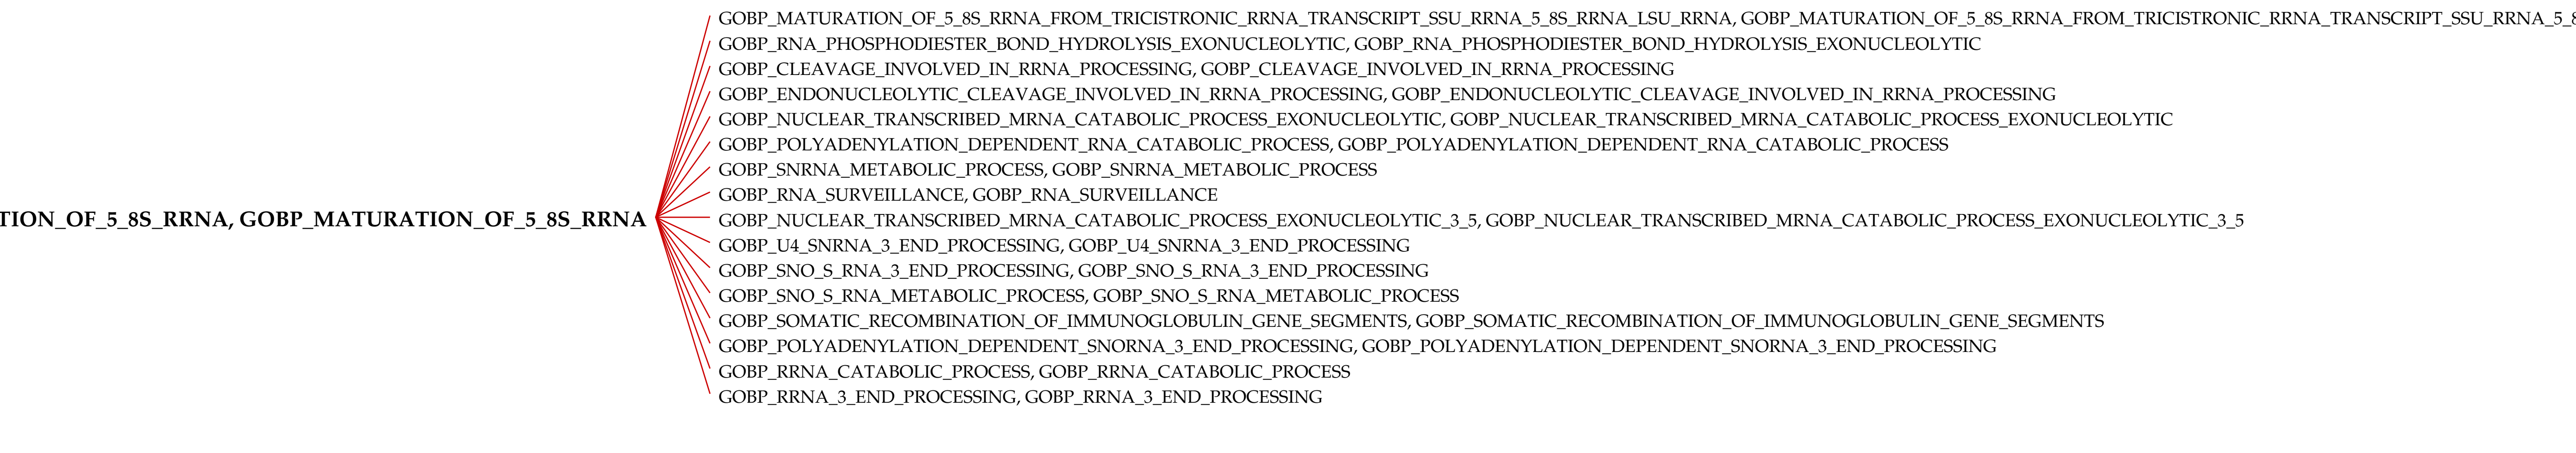 GOBP_MATURATION_OF_5_8S_RRNA_FROM_TRICISTRONIC_RRNA_TRANSCRIPT_SSU_RRNA_5_8S_RRNA_LSU_RRNA, GOBP_MATURATION_OF_5_8S_RRNA_FROM_TRICISTRONIC_RRNA_TRANSCRIPT_SSU_RRNA_5_8
GOBP_RNA_PHOSPHODIESTER_BOND_HYDROLYSIS_EXONUCLEOLYTIC, GOBP_RNA_PHOSPHODIESTER_BOND_HYDROLYSIS_EXONUCLEOLYTIC
GOBP_CLEAVAGE_INVOLVED_IN_RRNA_PROCESSING, GOBP_CLEAVAGE_INVOLVED_IN_RRNA_PROCESSING
GOBP_ENDONUCLEOLYTIC_CLEAVAGE_INVOLVED_IN_RRNA_PROCESSING, GOBP_ENDONUCLEOLYTIC_CLEAVAGE_INVOLVED_IN_RRNA_PROCESSING
GOBP_NUCLEAR_TRANSCRIBED_MRNA_CATABOLIC_PROCESS_EXONUCLEOLYTIC, GOBP_NUCLEAR_TRANSCRIBED_MRNA_CATABOLIC_PROCESS_EXONUCLEOLYTIC
GOBP_POLYADENYLATION_DEPENDENT_RNA_CATABOLIC_PROCESS, GOBP_POLYADENYLATION_DEPENDENT_RNA_CATABOLIC_PROCESS
GOBP_SNRNA_METABOLIC_PROCESS, GOBP_SNRNA_METABOLIC_PROCESS
GOBP_RNA_SURVEILLANCE, GOBP_RNA_SURVEILLANCE
TION_OF_5_8S_RRNA, GOBP_MATURATION_OF_5_8S_RRNA
GOBP_NUCLEAR_TRANSCRIBED_MRNA_CATABOLIC_PROCESS_EXONUCLEOLYTIC_3_5, GOBP_NUCLEAR_TRANSCRIBED_MRNA_CATABOLIC_PROCESS_EXONUCLEOLYTIC_3_5
GOBP_U4_SNRNA_3_END_PROCESSING, GOBP_U4_SNRNA_3_END_PROCESSING
GOBP_SNO_S_RNA_3_END_PROCESSING, GOBP_SNO_S_RNA_3_END_PROCESSING
GOBP_SNO_S_RNA_METABOLIC_PROCESS, GOBP_SNO_S_RNA_METABOLIC_PROCESS
GOBP_SOMATIC_RECOMBINATION_OF_IMMUNOGLOBULIN_GENE_SEGMENTS, GOBP_SOMATIC_RECOMBINATION_OF_IMMUNOGLOBULIN_GENE_SEGMENTS
GOBP_POLYADENYLATION_DEPENDENT_SNORNA_3_END_PROCESSING, GOBP_POLYADENYLATION_DEPENDENT_SNORNA_3_END_PROCESSING
GOBP_RRNA_CATABOLIC_PROCESS, GOBP_RRNA_CATABOLIC_PROCESS
GOBP_RRNA_3_END_PROCESSING, GOBP_RRNA_3_END_PROCESSING